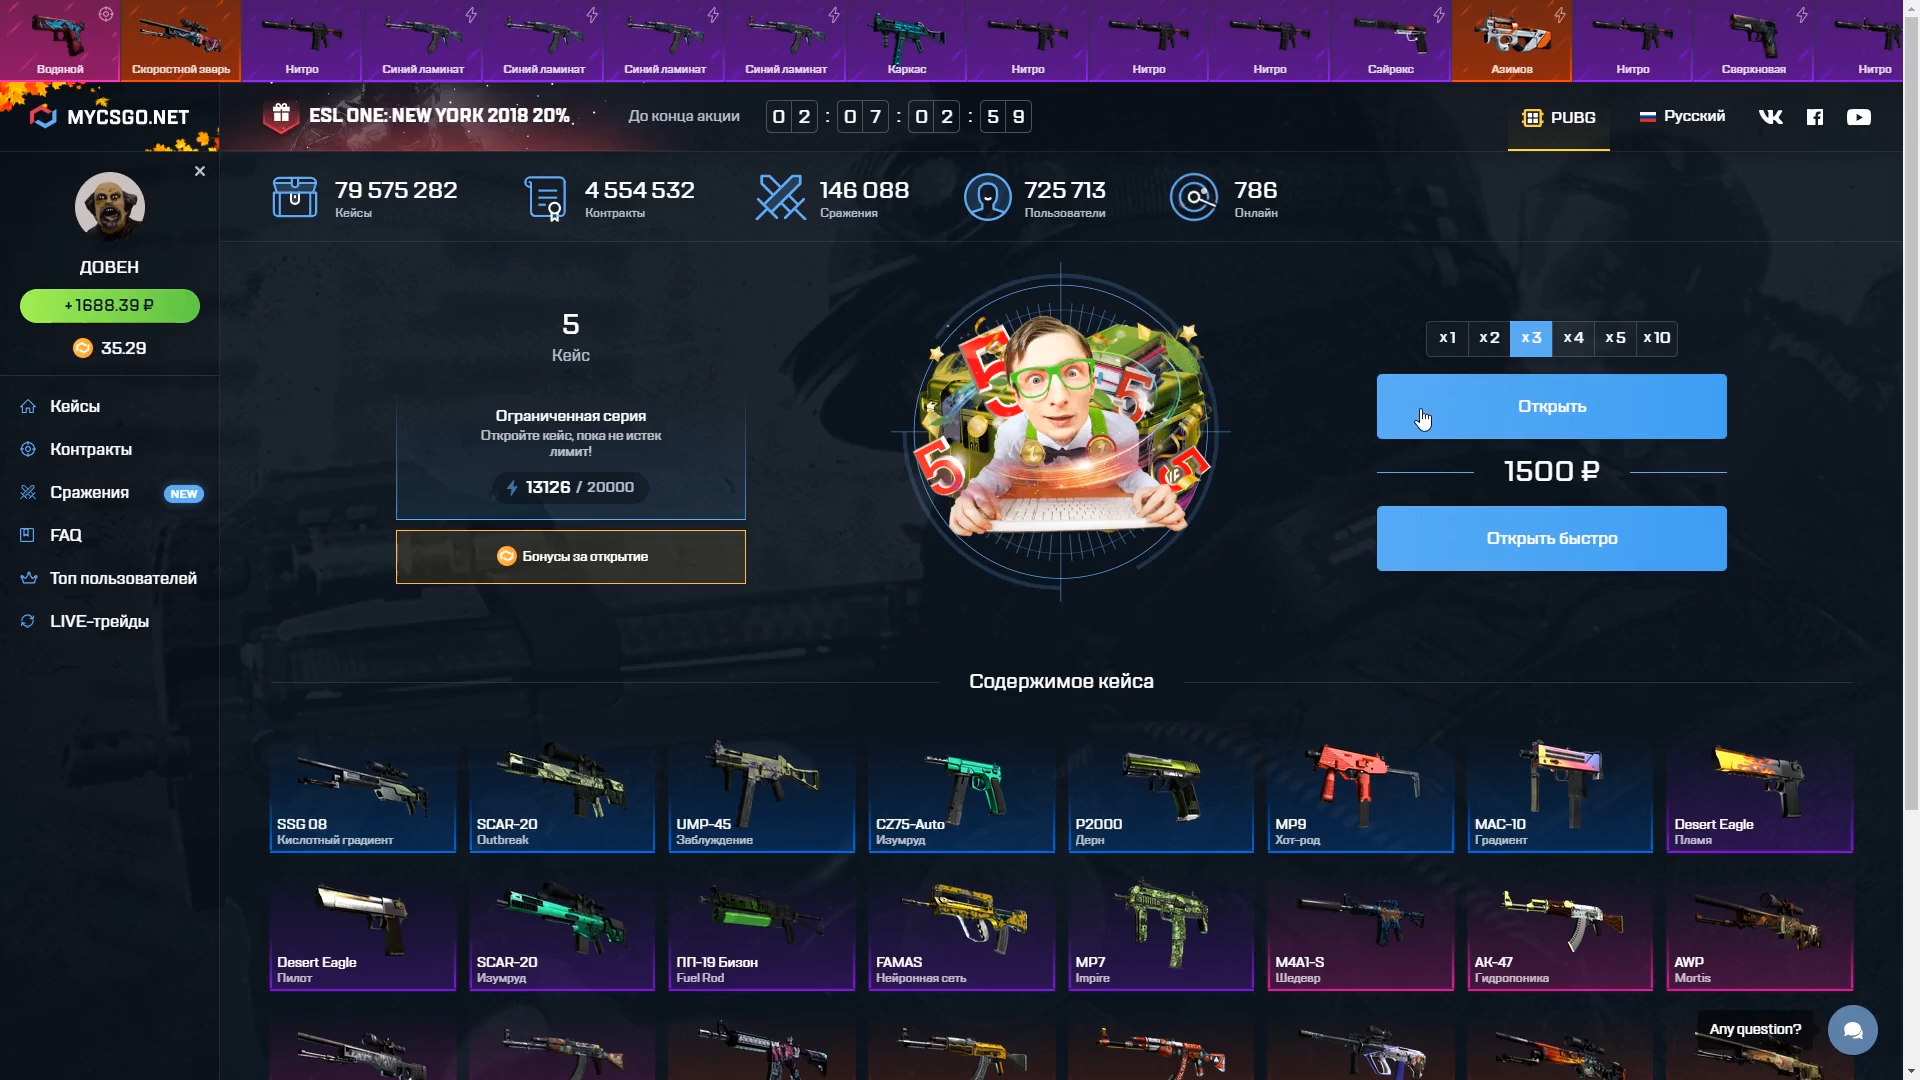 Водяной
Скоростной зверь
Нитро
Синий ламинат
Синий ламинат
Синий ламинат
Синий ламинат
Каркас
Нитро
Нитро
Нитро
Сайрекс
Азимов
Нитро
Сверхновая
Нитро
MYCSGO.NET
ESL ONE: NEW YORK 2018 20%
До конца акции
02 : 07 : 02 : 59
PUBG
Русский
79 575 282
Кейсы
4 554 532
Контракты
146 088
Сражения
725 713
Пользователи
786
Онлайн
ДОВЕН
+1688.39 ₽
35.29
Кейсы
Контракты
Сражения NEW
FAQ
Топ пользователей
LIVE-трейды
5
Кейс
Ограниченная серия
Откройте кейс, пока не истек
лимит!
13126 / 20000
Бонусы за открытие
5
5
5
5
x1 x2 x3 x4 x5 x10
Открыть
1500 ₽
Открыть быстро
Содержимое кейса
SSG 08
Кислотный градиент
SCAR-20
Outbreak
UMP-45
Заблуждение
CZ75-Auto
Изумруд
P2000
Дерн
MP9
Хот-род
MAC-10
Градиент
Desert Eagle
Пламя
Desert Eagle
Пилот
SCAR-20
Изумруд
ПП-19 Бизон
Fuel Rod
FAMAS
Нейронная сеть
MP7
Impire
M4A1-S
Шедевр
AK-47
Гидропоника
AWP
Mortis
Any question?